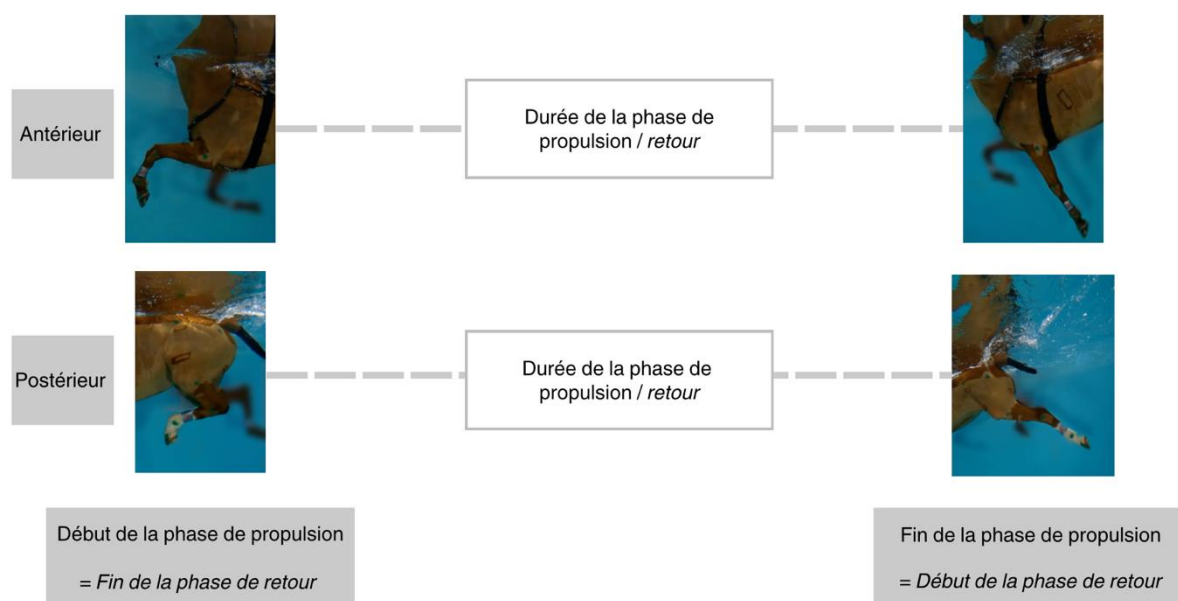 Antérieur
Durée de la phase de
propulsion / retour
Postérieur
Durée de la phase de
propulsion / retour
Début de la phase de propulsion
= Fin de la phase de retour
Fin de la phase de propulsion
= Début de la phase de retour